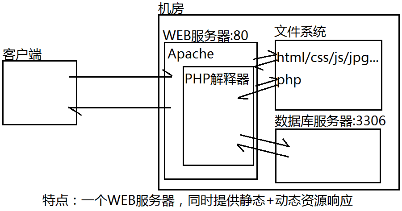 机房
客户端
WEB服务器:80
Apache
PHP解释器
文件系统
html/css/js/jpg...
php
数据库服务器:3306
特点：一个WEB服务器，同时提供静态+动态资源响应